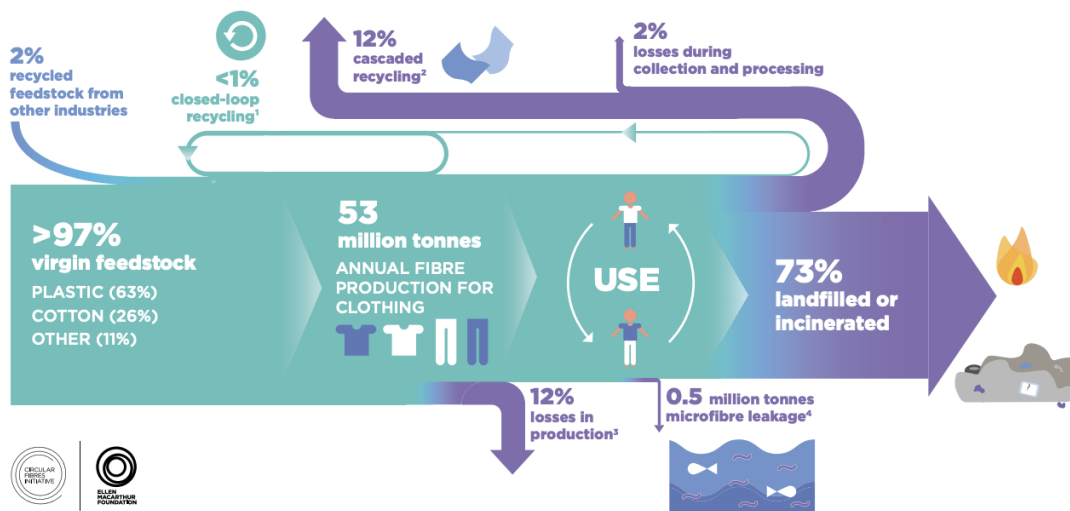 2%
recycled
feedstock from
other industries
<1%
closed-loop
recycling¹
12%
cascaded
recycling²
2%
losses during
collection and processing
>97%
virgin feedstock
PLASTIC (63%)
COTTON (26%)
OTHER (11%)
53
million tonnes
ANNUAL FIBRE
PRODUCTION FOR
CLOTHING
USE
73%
landfilled or
incinerated
12%
losses in
production³
0.5 million tonnes
microfibre leakage⁴
CIRCULAR
FIBRES
INITIATIVE
ELLEN
MACARTHUR
FOUNDATION